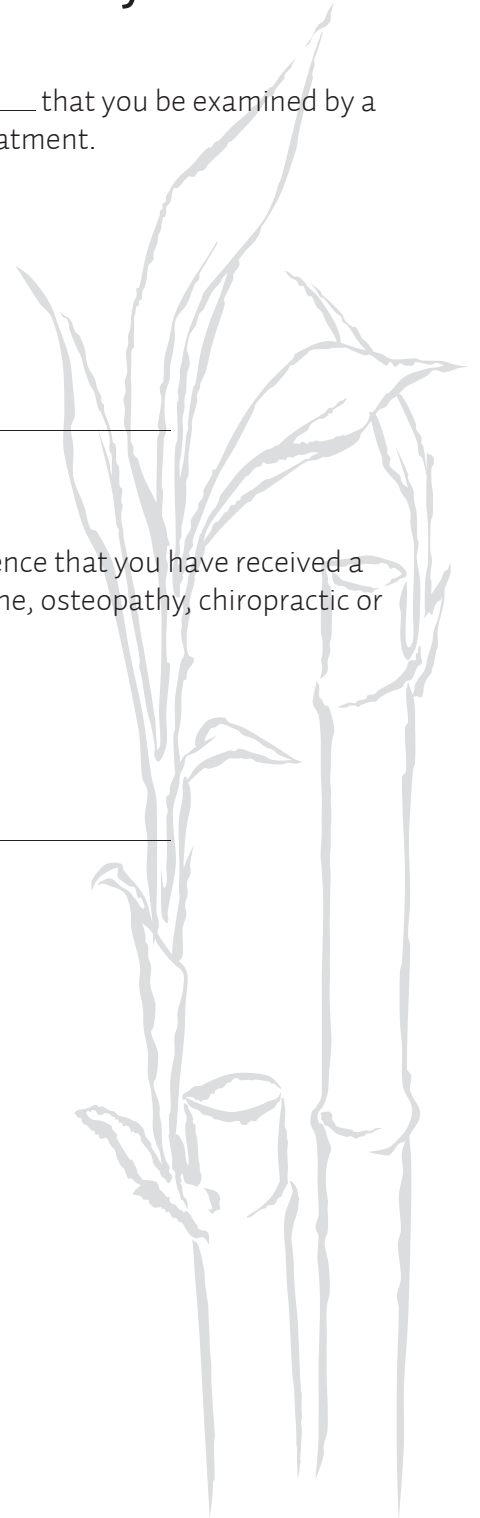 that you be examined by a
atment.
ence that you have received a
ne, osteopathy, chiropractic or